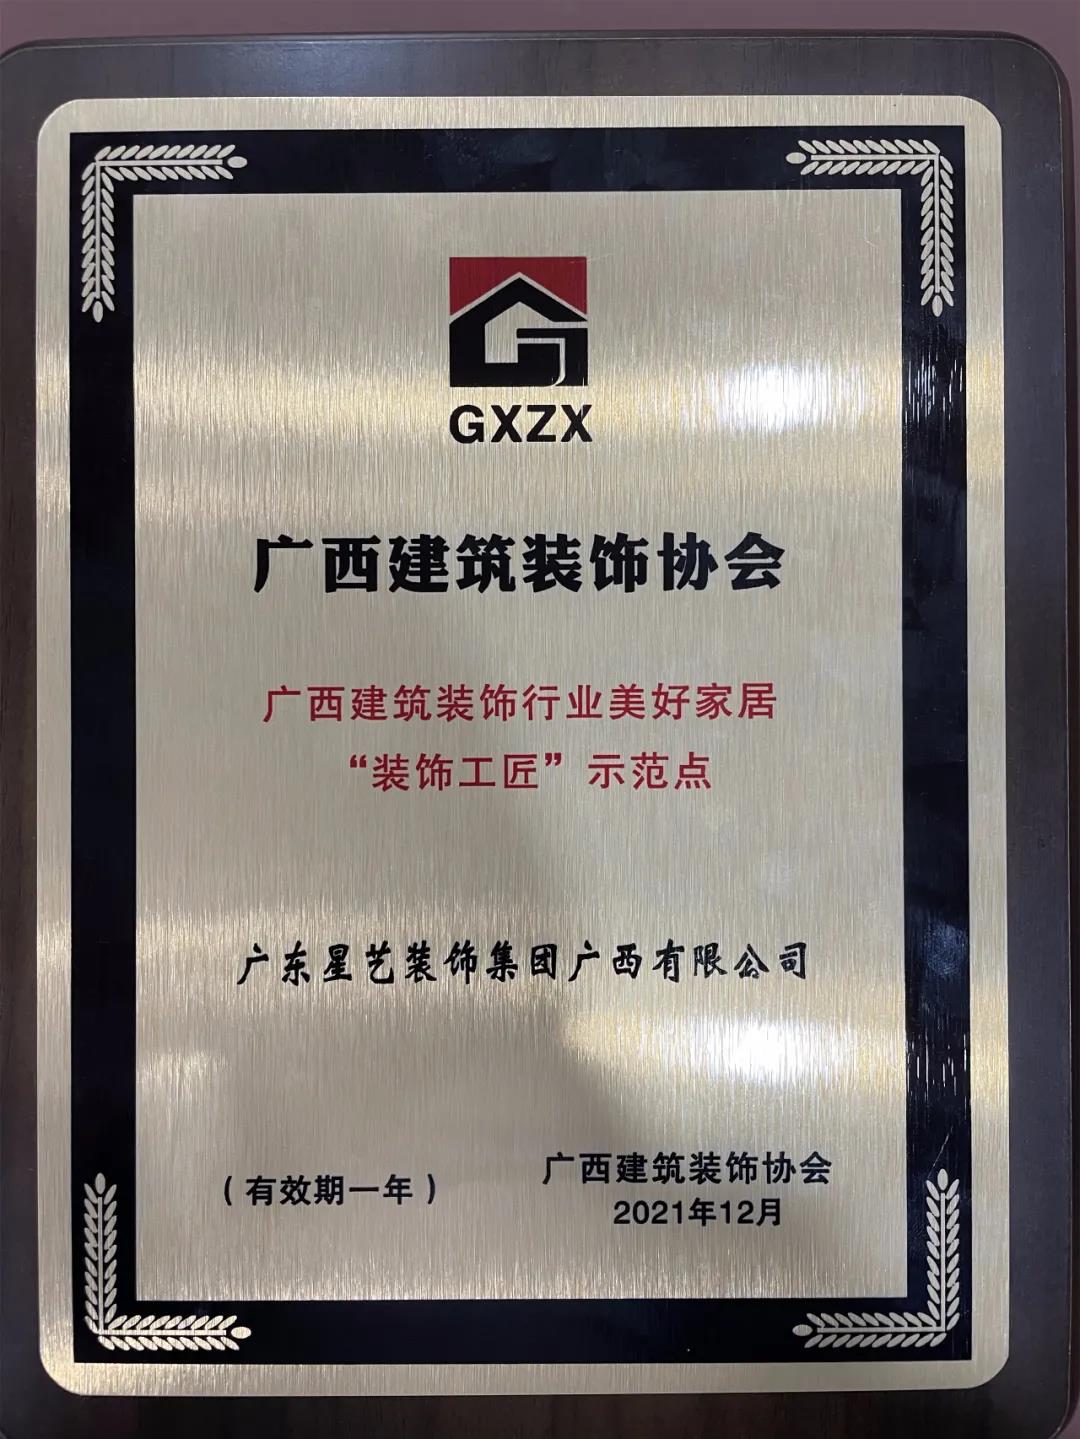 GXZX
广西建筑装饰协会
广西建筑装饰行业美好家居
“装饰工匠”示范点
广东星艺装饰集团广西有限公司
（有效期一年）
广西建筑装饰协会
2021年12月